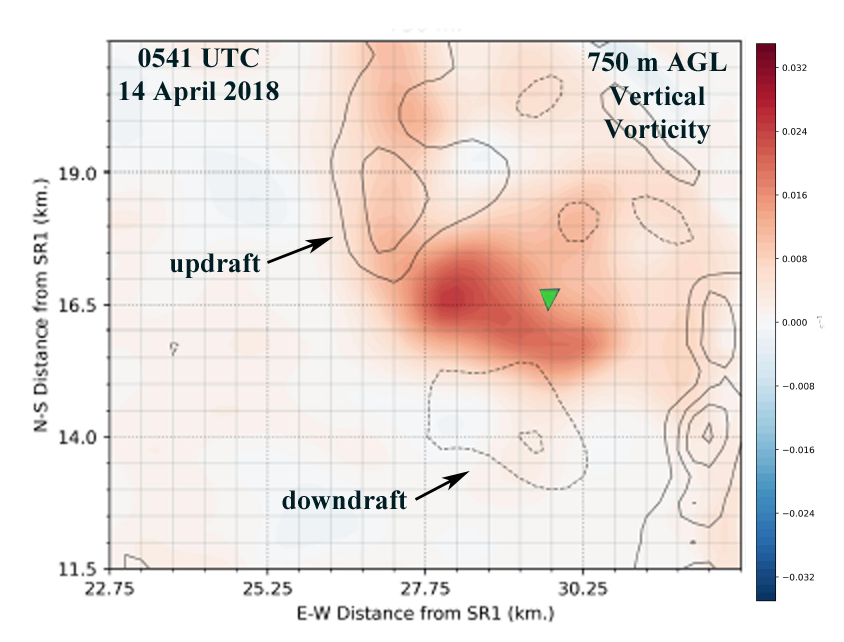 0541 UTC
14 April 2018
750 m AGL
Vertical
Vorticity
updraft
downdraft
19.0
16.5
14.0
11.5
22.75
25.25
27.75
30.25
N-S Distance from SR1 (km.)
E-W Distance from SR1 (km.)
0.032
0.024
0.016
0.008
0.000
−0.008
−0.016
−0.024
−0.032